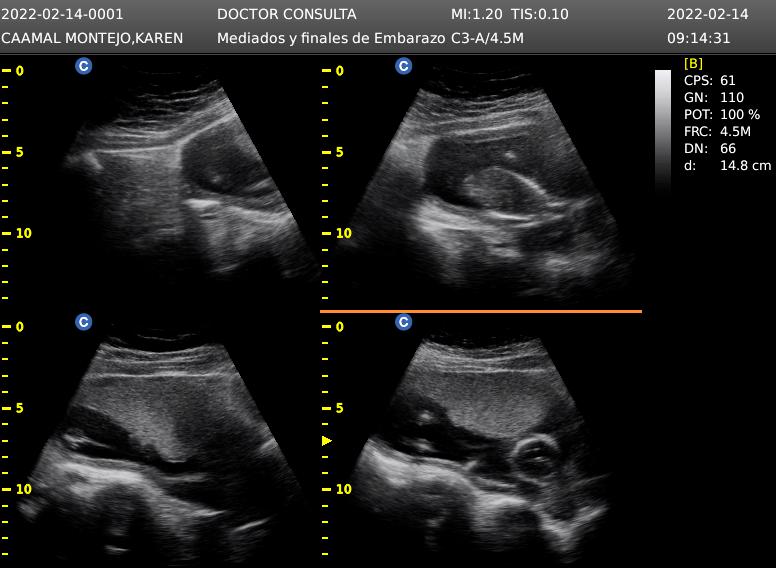 2022-02-14-0001 DOCTOR CONSULTA MI:1.20 TIS:0.10 2022-02-14
CAAMAL MONTEJO,KAREN Mediados y finales de Embarazo C3-A/4.5M 09:14:31
C C [B]
0 0 CPS: 61
GN: 110
POT: 100 %
FRC: 4.5M
5 5 DN: 66
d: 14.8 cm
10 10
C C
0 0
5 5
10 10